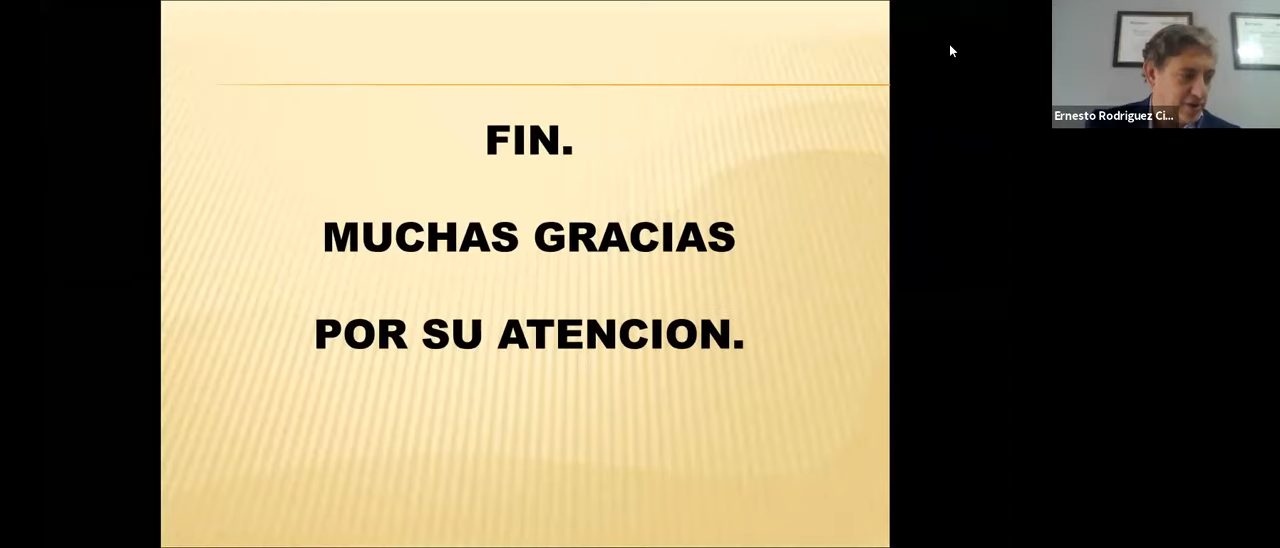 FIN.
MUCHAS GRACIAS
POR SU ATENCION.
Ernesto Rodriguez Ci...